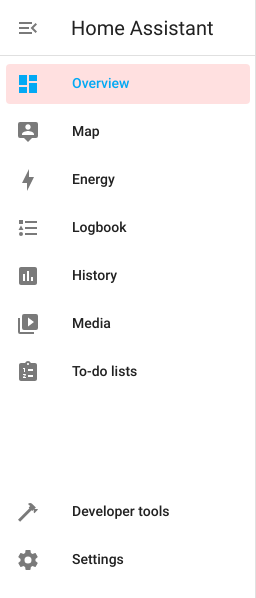 Home Assistant
Overview
Map
Energy
Logbook
History
Media
To-do lists
Developer tools
Settings